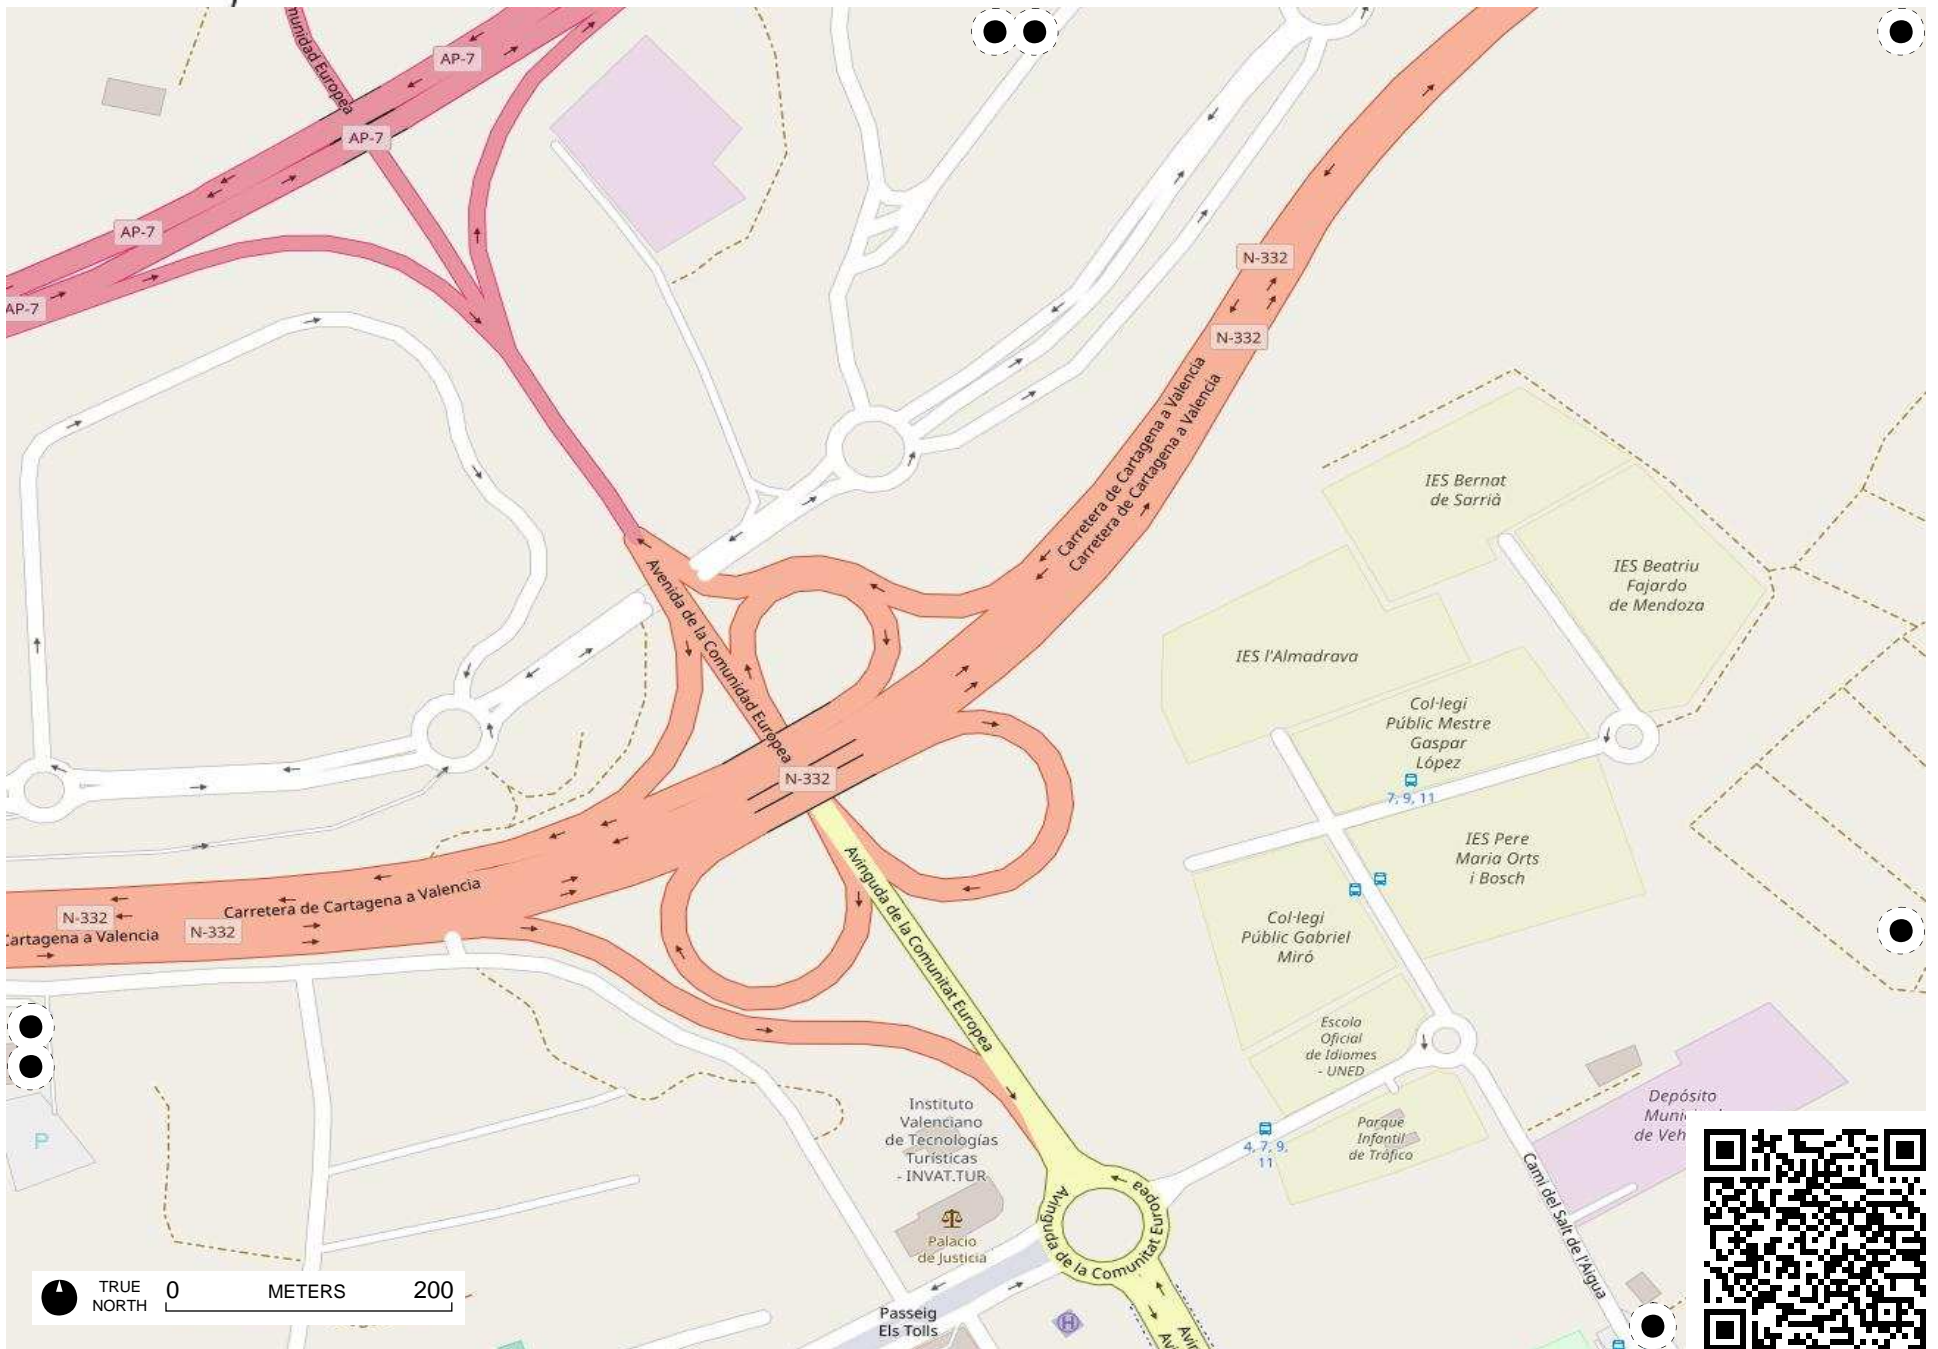 munidad Europea
AP-7
AP-7
AP-7
AP-7
N-332
N-332
Carretera de Cartagena a Valencia
Carretera de Cartagena a Valencia
IES Bernat
de Sarrià
IES Beatriu
Fajardo
de Mendoza
Avenida de la Comunidad Europea
IES l'Almadrava
Col·legi
Públic Mestre
Gaspar
López
7, 9, 11
N-332
IES Pere
Maria Orts
i Bosch
Avinguda de la Comunitat Europea
Carretera de Cartagena a Valencia
N-332
N-332
Cartagena a Valencia
Col·legi
Públic Gabriel
Miró
Escola
Oficial
de Idiomes
- UNED
Depósito
de Veh
Instituto
Valenciano
de Tecnologías
Turísticas
- INVAT.TUR
Parque
Infantil
de Tráfico
4, 7, 9,
11
P
Camí del Salt de l'Aigua
Avinguda de la Comunitat Europea
Palacio
de Justicia
TRUE
NORTH
0 METERS 200
Passeig
Els Tolls
H